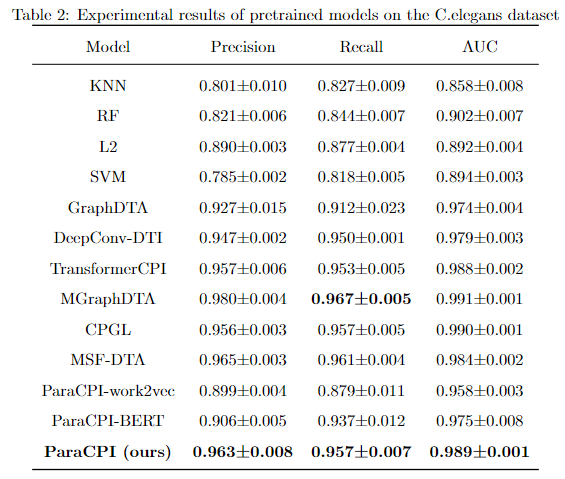 Table 2: Experimental results of pretrained models on the C.elegans dataset
Model Precision Recall AUC
KNN 0.801±0.010 0.827±0.009 0.858±0.008
RF 0.821±0.006 0.844±0.007 0.902±0.007
L2 0.890±0.003 0.877±0.004 0.892±0.004
SVM 0.785±0.002 0.818±0.005 0.894±0.003
GraphDTA 0.927±0.015 0.912±0.023 0.974±0.004
DeepConv-DTI 0.947±0.002 0.950±0.001 0.979±0.003
TransformerCPI 0.957±0.006 0.953±0.005 0.988±0.002
MGraphDTA 0.980±0.004 0.967±0.005 0.991±0.001
CPGL 0.956±0.003 0.957±0.005 0.990±0.001
MSF-DTA 0.965±0.003 0.961±0.004 0.984±0.002
ParaCPI-work2vec 0.899±0.004 0.879±0.011 0.958±0.003
ParaCPI-BERT 0.906±0.005 0.937±0.012 0.975±0.008
ParaCPI (ours) 0.963±0.008 0.957±0.007 0.989±0.001